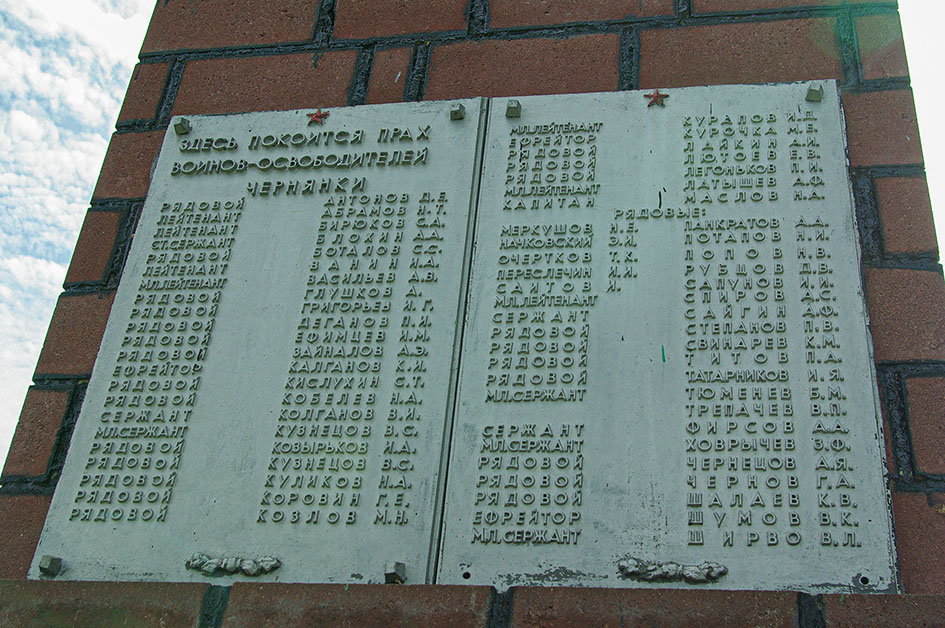 ЗДЕСЬ ПОКОИТСЯ ПРАХ
ВОИНОВ-ОСВОБОДИТЕЛЕЙ
ЧЕРНЯНКИ
РЯДОВОЙ АНТОНОВ Д.Е.
ЛЕЙТЕНАНТ АБРАМОВ Н.Т.
ЛЕЙТЕНАНТ БИРЮКОВ С.А.
СТ.СЕРЖАНТ БЛОХИН А.А.
РЯДОВОЙ БОТАЛОВ С.С.
ЛЕЙТЕНАНТ ВАНИН И.А.
МЛ.ЛЕЙТЕНАНТ ВАСИЛЬЕВ А.В.
РЯДОВОЙ ГЛУШКОВ А.
РЯДОВОЙ ГРИГОРЬЕВ И.Г.
РЯДОВОЙ ДЕГАНОВ П.И.
РЯДОВОЙ ЕФИМЦЕВ И.М.
РЯДОВОЙ ЗАЙНАЛОВ А.Э.
ЕФРЕЙТОР КАЛГАНОВ К.И.
РЯДОВОЙ КИСЛУХИН С.Т.
РЯДОВОЙ КОБЕЛЕВ Н.А.
СЕРЖАНТ КОЛГАНОВ В.И.
МЛ.СЕРЖАНТ КУЗНЕЦОВ В.С.
РЯДОВОЙ КОЗЫРЬКОВ И.А.
РЯДОВОЙ КУЗНЕЦОВ В.С.
РЯДОВОЙ КУЛИКОВ Н.А.
РЯДОВОЙ КОРОВИН Г.Е.
РЯДОВОЙ КОЗЛОВ М.Н.
МЛ.ЛЕЙТЕНАНТ КУРАПОВ И.Д.
ЕФРЕЙТОР КУРОЧКА М.Е.
РЯДОВОЙ ЛАЙКИН А.И.
РЯДОВОЙ ЛЮТОЕВ Е.В.
РЯДОВОЙ ЛЕГОНЬКОВ П.И.
МЛ.ЛЕЙТЕНАНТ ЛАТЫШЕВ А.Ф.
КАПИТАН МАСЛОВ Н.А.
РЯДОВЫЕ:
МЕРКУШОВ Н.Е. ПАНКРАТОВ А.А.
НАЧКОВСКИЙ Э.И. ПОТАПОВ Н.И.
ОЧЕРТКОВ Т.К. ПОПОВ Н.В.
ПЕРЕСЛЕЧИН И.И. РУБЦОВ Д.В.
САИТОВ И. САПУНОВ И.И.
МЛ.ЛЕЙТЕНАНТ СПИРОВ А.С.
СЕРЖАНТ САЙГИН А.Ф.
РЯДОВОЙ СТЕПАНОВ П.В.
РЯДОВОЙ СВИНАРЕВ К.М.
РЯДОВОЙ ТИТОВ П.А.
РЯДОВОЙ ТАТАРНИКОВ И.Я.
МЛ.СЕРЖАНТ ТЮМЕНЕВ Б.М.
ТРЕПАЧЕВ В.П.
СЕРЖАНТ ФИРСОВ А.А.
МЛ.СЕРЖАНТ ХОВРЫЧЕВ З.Ф.
РЯДОВОЙ ЧЕРНЕЦОВ А.Я.
РЯДОВОЙ ЧЕРНОВ Г.А.
РЯДОВОЙ ШАЛАЕВ К.В.
ЕФРЕЙТОР ШУМОВ В.К.
МЛ.СЕРЖАНТ ШИРВО В.П.